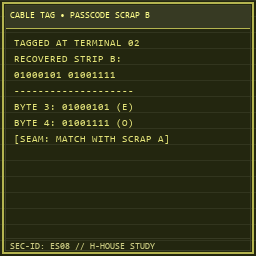 CABLE TAG • PASSCODE SCRAP B
TAGGED AT TERMINAL 02
RECOVERED STRIP B:
01000101 01001111
--------------------
BYTE 3: 01000101 (E)
BYTE 4: 01001111 (O)
[SEAM: MATCH WITH SCRAP A]
SEC-ID: ES08 // H-HOUSE STUDY